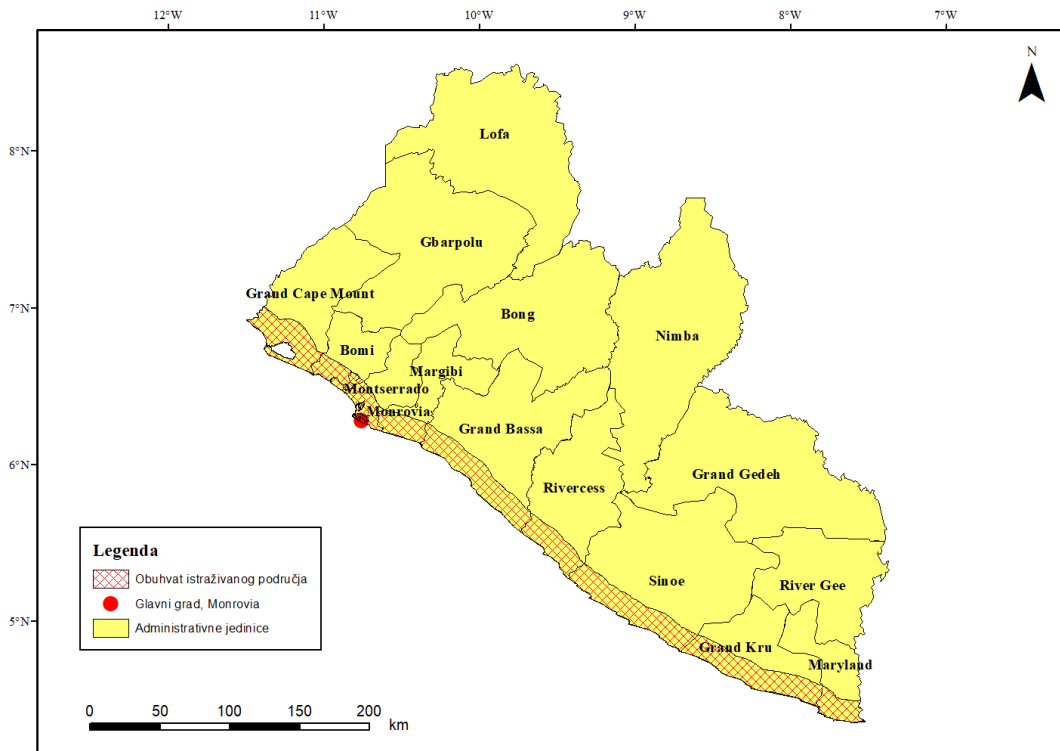 12°W 11°W 10°W 9°W 8°W 7°W
N
Lofa
8°N
Gbarpolu
Grand Cape Mount
7°N
Bong
Nimba
Bomi
Margibi
Montserrado
Monrovia
Grand Bassa
6°N
Grand Gedeh
Rivercess
Sinoe
River Gee
5°N
Grand Kru
Maryland
Legenda
Obuhvat istraživanog područja
Glavni grad, Monrovia
Administrativne jedinice
0 50 100 150 200
km